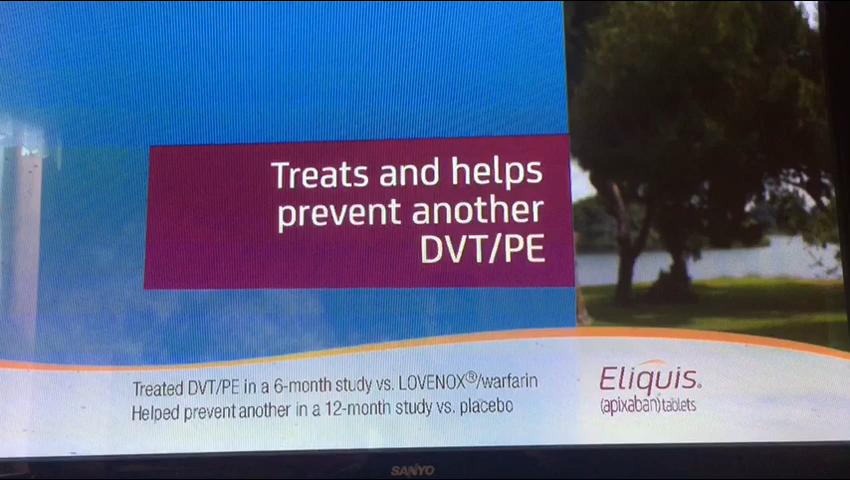 Treats and helps
prevent another
DVT/PE
Treated DVT/PE in a 6-month study vs. LOVENOX®/warfarin
Helped prevent another in a 12-month study vs. placebo
Eliquis®
(apixaban) tablets
SANYO